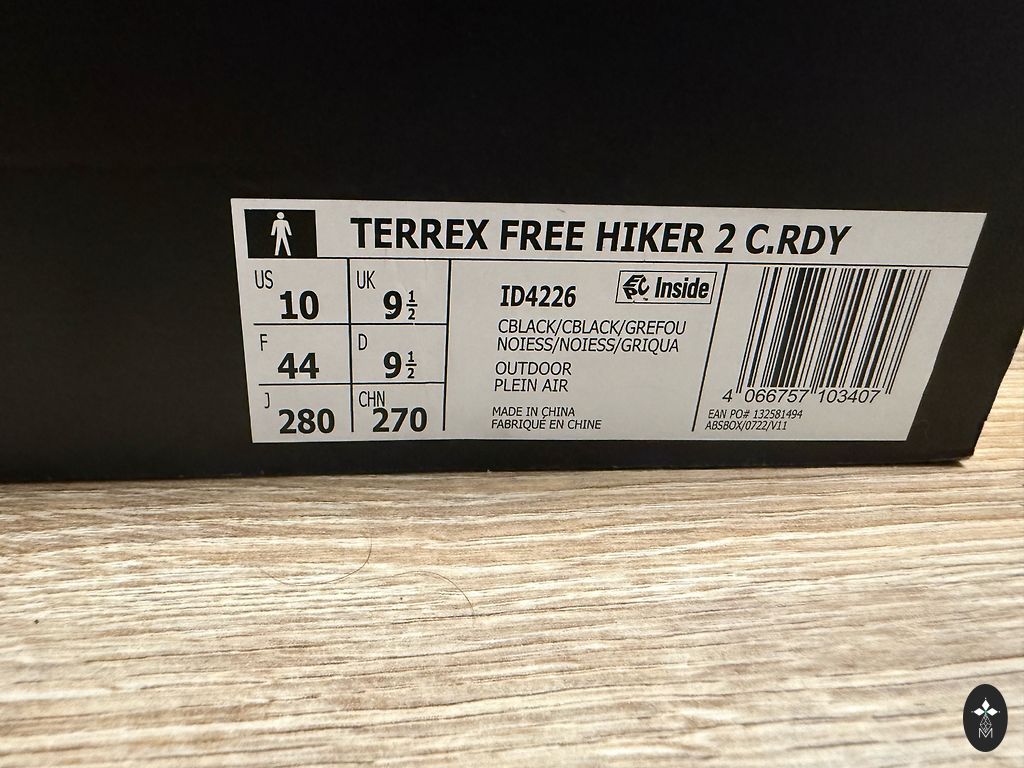 TERREX FREE HIKER 2 C.RDY
US 10 UK 9 1/2
F 44 D 9 1/2
J 280 CHN 270
ID4226
EPC Inside
CBLACK/CBLACK/GREFOU
NOIESS/NOIESS/GRIQUA
OUTDOOR
PLEIN AIR
MADE IN CHINA
FABRIQUÉ EN CHINE
4 066757 103407
EAN PO# 132581494
ABSBOX/0722/V11
M